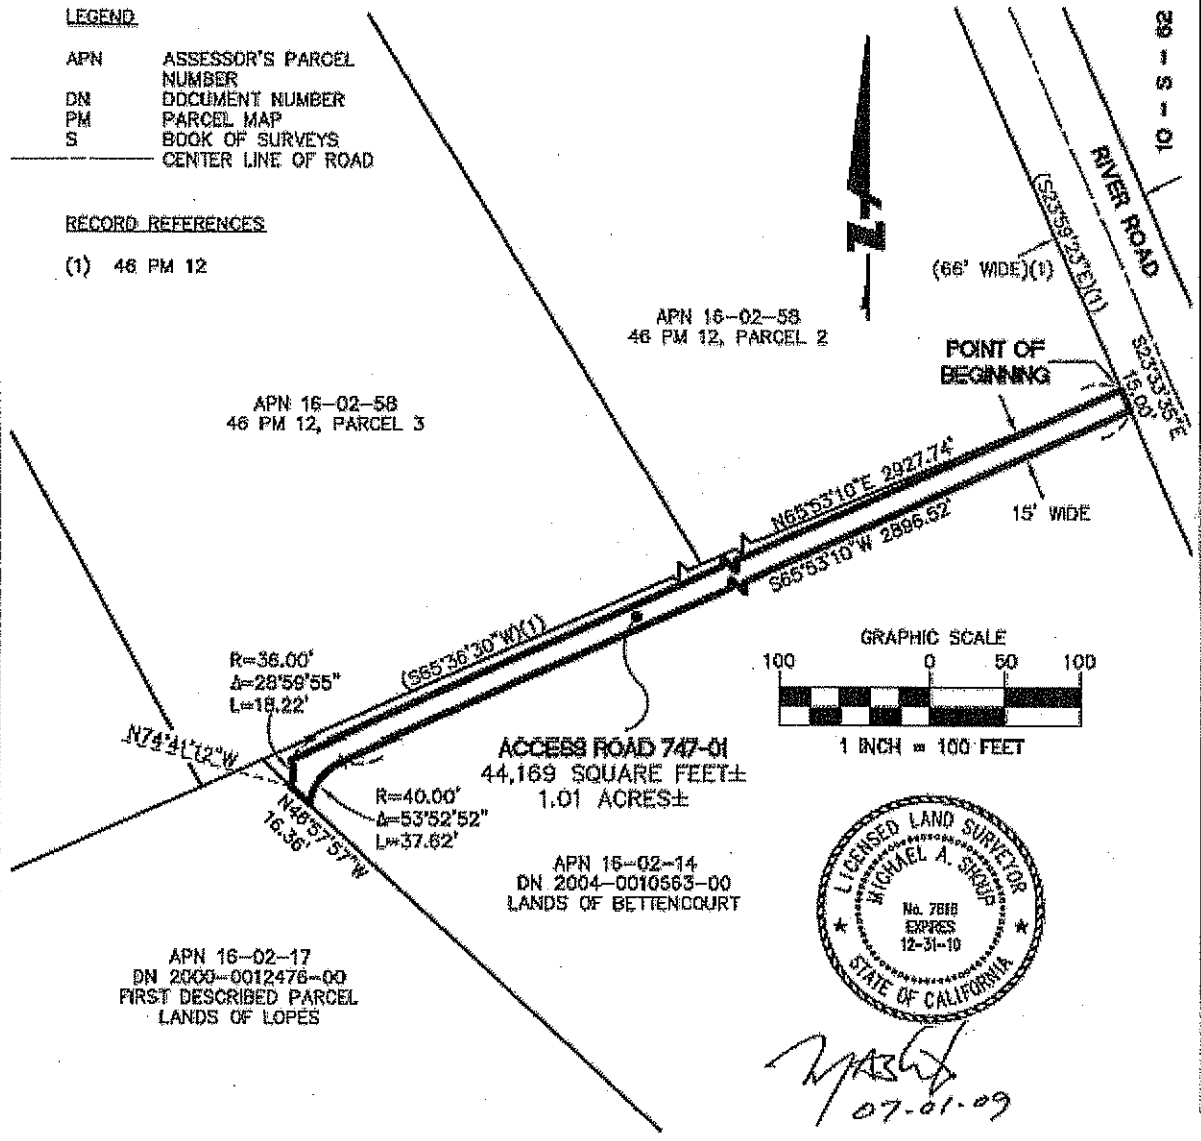 LEGEND
APN ASSESSOR'S PARCEL
NUMBER
DN DOCUMENT NUMBER
PM PARCEL MAP
S BOOK OF SURVEYS
CENTER LINE OF ROAD
RECORD REFERENCES
(1) 46 PM 12
10 - S - 62
RIVER ROAD
(S23°59'23"E)(1)
(66' WIDE)(1)
S23°33'35"E
15.00'
APN 16-02-58
46 PM 12, PARCEL 2
POINT OF
BEGINNING
APN 16-02-58
46 PM 12, PARCEL 3
N65°53'10"E 2927.74'
S65°53'10"W 2896.52'
15' WIDE
(S65°36'30"W)(1)
GRAPHIC SCALE
100 0 50 100
1 INCH = 100 FEET
R=36.00'
Δ=28°59'55"
L=18.22'
N74°41'12"W
ACCESS ROAD 747-01
44,169 SQUARE FEET±
1.01 ACRES±
R=40.00'
Δ=53°52'52"
L=37.62'
N46°57'57"W
16.36'
APN 16-02-14
DN 2004-0010563-00
LANDS OF BETTENCOURT
LICENSED LAND SURVEYOR
MICHAEL A. SHOUP
No. 7618
EXPIRES
12-31-10
STATE OF CALIFORNIA
APN 16-02-17
DN 2000-0012476-00
FIRST DESCRIBED PARCEL
LANDS OF LOPES
07-01-09